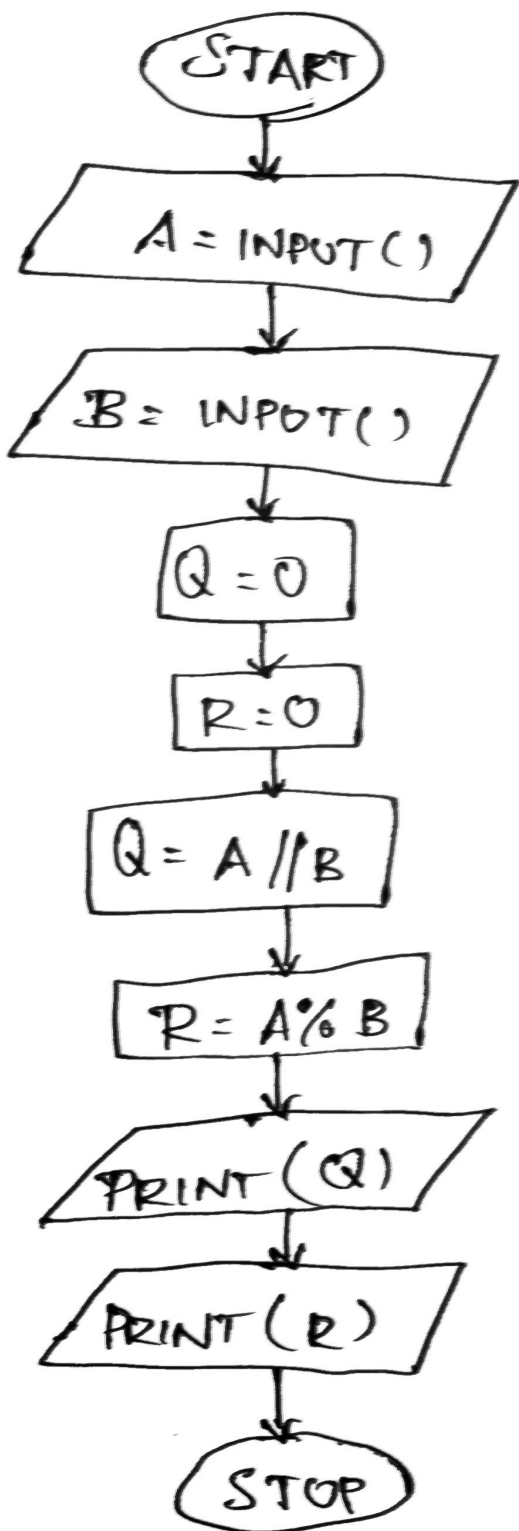 START
A = INPUT()
B = INPUT()
Q = 0
R = 0
Q = A // B
R = A % B
PRINT (Q)
PRINT (R)
STOP